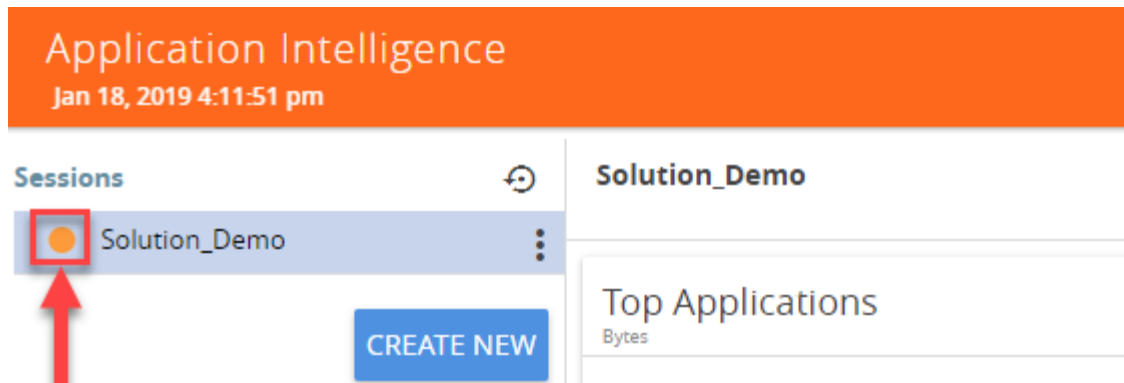 Application Intelligence
Jan 18, 2019 4:11:51 pm
Sessions
Solution_Demo
CREATE NEW
Solution_Demo
Top Applications
Bytes